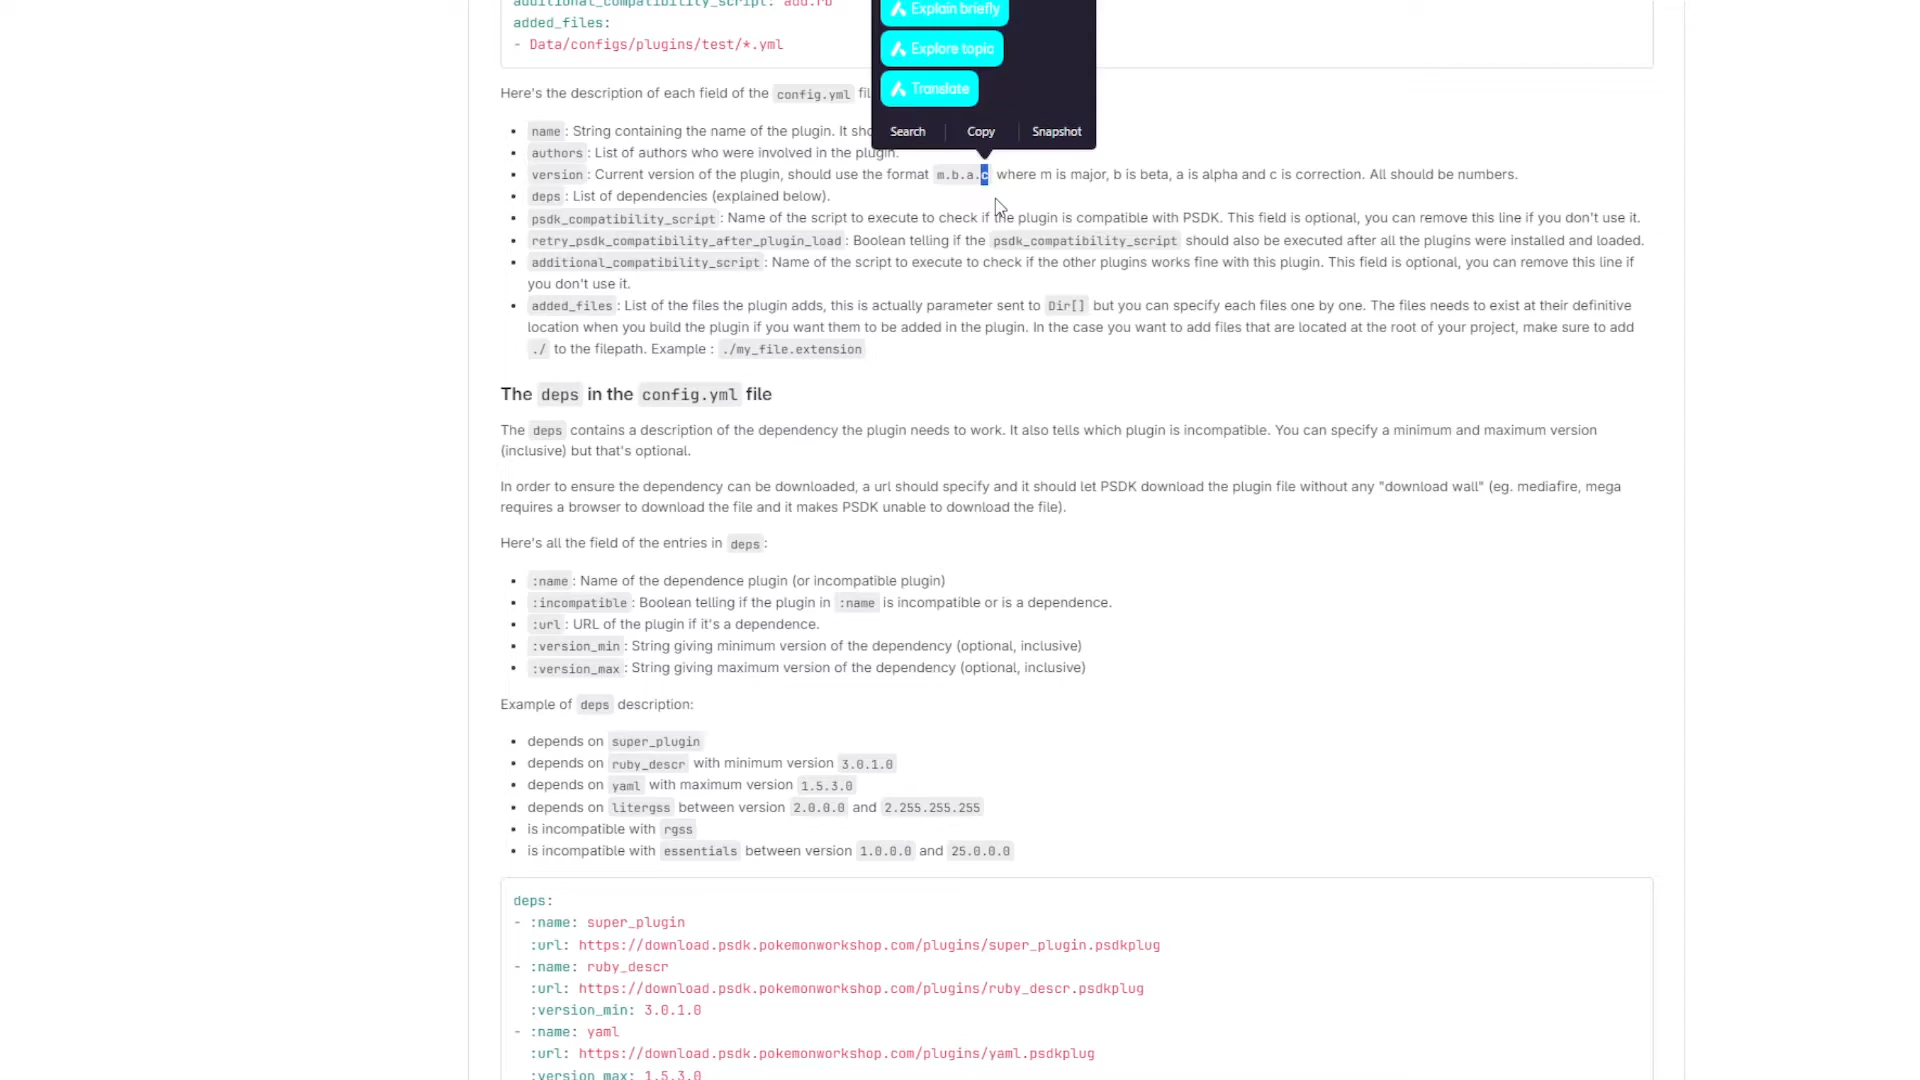 additional_compatibility_script: add.rb
added_files:
- Data/configs/plugins/test/*.yml
Explain briefly
Explore topic
Translate
Search Copy Snapshot
Here's the description of each field of the config.yml fil
name : String containing the name of the plugin. It sho
authors : List of authors who were involved in the plugin.
version : Current version of the plugin, should use the format m.b.a.c where m is major, b is beta, a is alpha and c is correction. All should be numbers.
deps : List of dependencies (explained below).
psdk_compatibility_script : Name of the script to execute to check if the plugin is compatible with PSDK. This field is optional, you can remove this line if you don't use it.
retry_psdk_compatibility_after_plugin_load : Boolean telling if the psdk_compatibility_script should also be executed after all the plugins were installed and loaded.
additional_compatibility_script : Name of the script to execute to check if the other plugins works fine with this plugin. This field is optional, you can remove this line if
you don't use it.
added_files : List of the files the plugin adds, this is actually parameter sent to Dir[] but you can specify each files one by one. The files needs to exist at their definitive
location when you build the plugin if you want them to be added in the plugin. In the case you want to add files that are located at the root of your project, make sure to add
./ to the filepath. Example : ./my_file.extension
The deps in the config.yml file
The deps contains a description of the dependency the plugin needs to work. It also tells which plugin is incompatible. You can specify a minimum and maximum version
(inclusive) but that's optional.
In order to ensure the dependency can be downloaded, a url should specify and it should let PSDK download the plugin file without any "download wall" (eg. mediafire, mega
requires a browser to download the file and it makes PSDK unable to download the file).
Here's all the field of the entries in deps :
:name : Name of the dependence plugin (or incompatible plugin)
:incompatible : Boolean telling if the plugin in :name is incompatible or is a dependence.
:url : URL of the plugin if it's a dependence.
:version_min : String giving minimum version of the dependency (optional, inclusive)
:version_max : String giving maximum version of the dependency (optional, inclusive)
Example of deps description:
depends on super_plugin
depends on ruby_descr with minimum version 3.0.1.0
depends on yaml with maximum version 1.5.3.0
depends on litergss between version 2.0.0.0 and 2.255.255.255
is incompatible with rgss
is incompatible with essentials between version 1.0.0.0 and 25.0.0.0
deps:
- :name: super_plugin
:url: https://download.psdk.pokemonworkshop.com/plugins/super_plugin.psdkplug
- :name: ruby_descr
:url: https://download.psdk.pokemonworkshop.com/plugins/ruby_descr.psdkplug
:version_min: 3.0.1.0
- :name: yaml
:url: https://download.psdk.pokemonworkshop.com/plugins/yaml.psdkplug
:version_max: 1.5.3.0